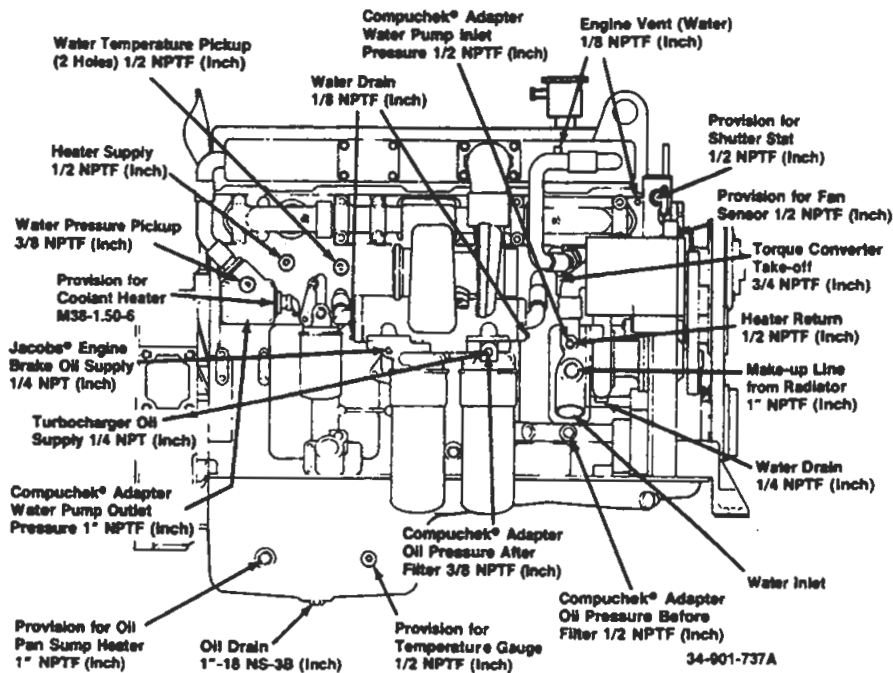 Compuchek® Adapter
Water Pump Inlet
Pressure 1/2 NPTF (Inch)
Engine Vent (Water)
1/8 NPTF (Inch)
Water Temperature Pickup
(2 Holes) 1/2 NPTF (Inch)
Water Drain
1/8 NPTF (Inch)
Provision for
Shutter Stat
1/2 NPTF (Inch)
Heater Supply
1/2 NPTF (Inch)
Provision for Fan
Sensor 1/2 NPTF (Inch)
Water Pressure Pickup
3/8 NPTF (Inch)
Torque Converter
Take-off
3/4 NPTF (Inch)
Provision for
Coolant Heater
M38-1.50-6
Heater Return
1/2 NPTF (Inch)
Jacobs® Engine
Brake Oil Supply
1/4 NPT (Inch)
Make-up Line
from Radiator
1" NPTF (Inch)
Turbocharger Oil
Supply 1/4 NPT (Inch)
Water Drain
1/4 NPTF (Inch)
Compuchek® Adapter
Water Pump Outlet
Pressure 1" NPTF (Inch)
Compuchek® Adapter
Oil Pressure After
Filter 3/8 NPTF (Inch)
Water Inlet
Compuchek® Adapter
Oil Pressure Before
Filter 1/2 NPTF (Inch)
Provision for Oil
Pan Sump Heater
1" NPTF (Inch)
Oil Drain
1"-18 NS-3B (Inch)
Provision for
Temperature Gauge
1/2 NPTF (Inch)
34-901-737A